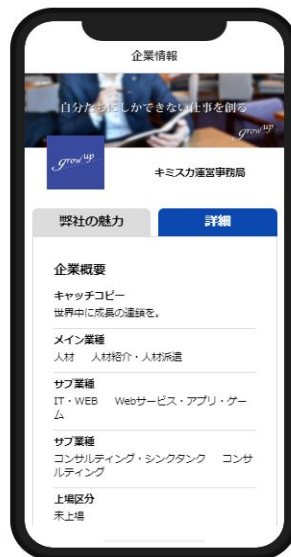 企業情報
自分たちにしかできない仕事を創る
grow up
grow up
キミスカ運営事務局
弊社の魅力
詳細
企業概要
キャッチコピー
世界中に成長の連鎖を。
メイン業種
人材　人材紹介・人材派遣
サブ業種
IT・WEB　Webサービス・アプリ・ゲー
ム
サブ業種
コンサルティング・シンクタンク　コンサ
ルティング
上場区分
未上場